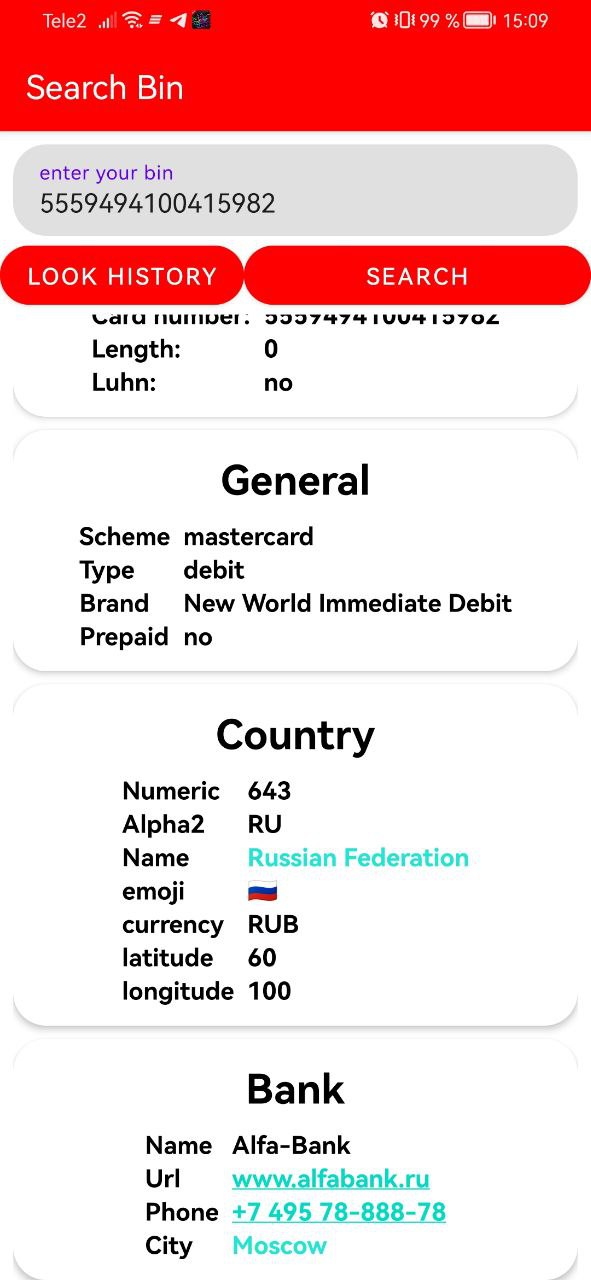 Tele2 99 % 15:09
Search Bin
enter your bin
5559494100415982
LOOK HISTORY SEARCH
Card number: 5559494100415982
Length: 0
Luhn: no
General
Scheme mastercard
Type debit
Brand New World Immediate Debit
Prepaid no
Country
Numeric 643
Alpha2 RU
Name Russian Federation
emoji 🇷🇺
currency RUB
latitude 60
longitude 100
Bank
Name Alfa-Bank
Url www.alfabank.ru
Phone +7 495 78-888-78
City Moscow